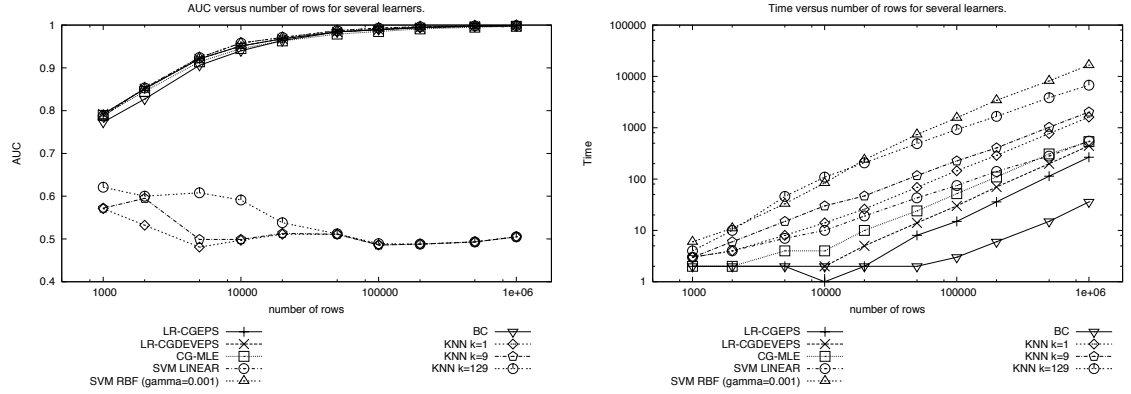 AUC versus number of rows for several learners.
1
0.9
0.8
0.7
0.6
0.5
0.4
AUC
1000
10000
100000
1e+06
number of rows
LR-CGEPS
LR-CGDEVEPS
CG-MLE
SVM LINEAR
SVM RBF (gamma=0.001)
BC
KNN k=1
KNN k=9
KNN k=129
Time versus number of rows for several learners.
100000
10000
1000
100
10
1
Time
1000
10000
100000
1e+06
number of rows
LR-CGEPS
LR-CGDEVEPS
CG-MLE
SVM LINEAR
SVM RBF (gamma=0.001)
BC
KNN k=1
KNN k=9
KNN k=129